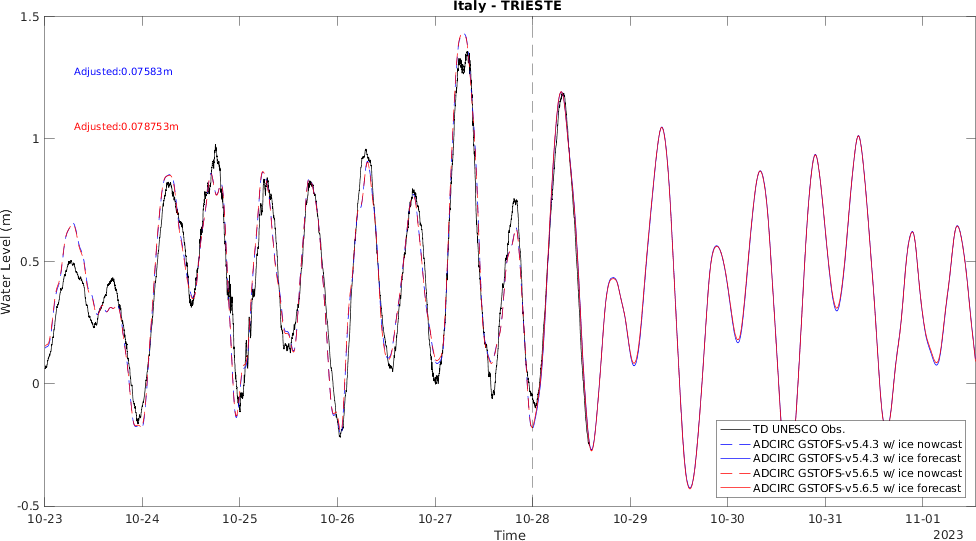 Italy - TRIESTE
1.5
Adjusted:0.07583m
Adjusted:0.078753m
1
0.5
0
-0.5
Water Level (m)
TD UNESCO Obs.
ADCIRC GSTOFS-v5.4.3 w/ ice nowcast
ADCIRC GSTOFS-v5.4.3 w/ ice forecast
ADCIRC GSTOFS-v5.6.5 w/ ice nowcast
ADCIRC GSTOFS-v5.6.5 w/ ice forecast
10-23 10-24 10-25 10-26 10-27 10-28 10-29 10-30 10-31 11-01
Time
2023